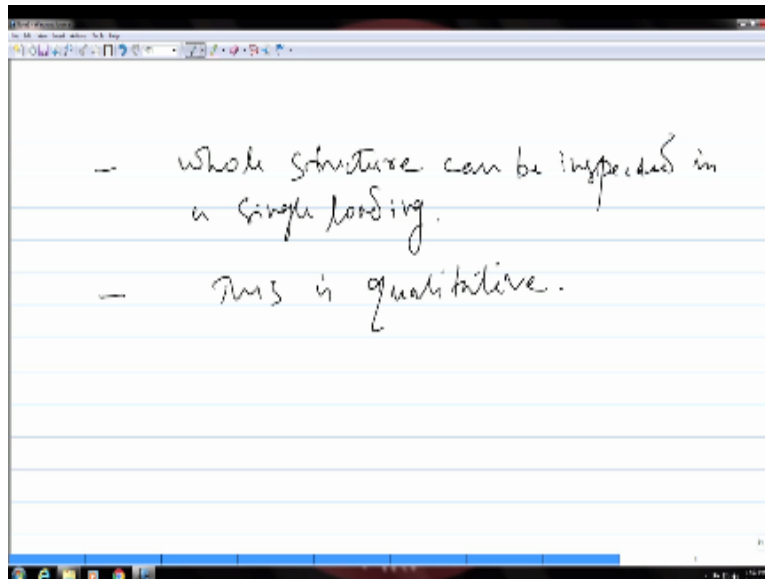 - whole structure can be inspected in
a single loading.
- This is qualitative.